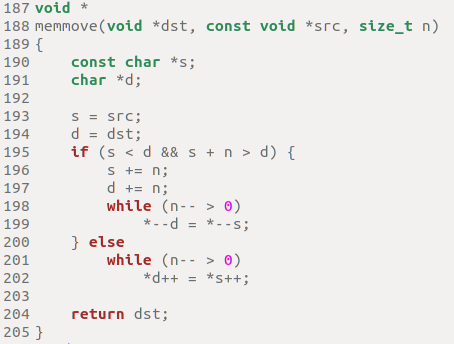 187 void *
188 memmove(void *dst, const void *src, size_t n)
189 {
190     const char *s;
191     char *d;
192
193     s = src;
194     d = dst;
195     if (s < d && s + n > d) {
196         s += n;
197         d += n;
198         while (n-- > 0)
199             *--d = *--s;
200     } else
201         while (n-- > 0)
202             *d++ = *s++;
203
204     return dst;
205 }